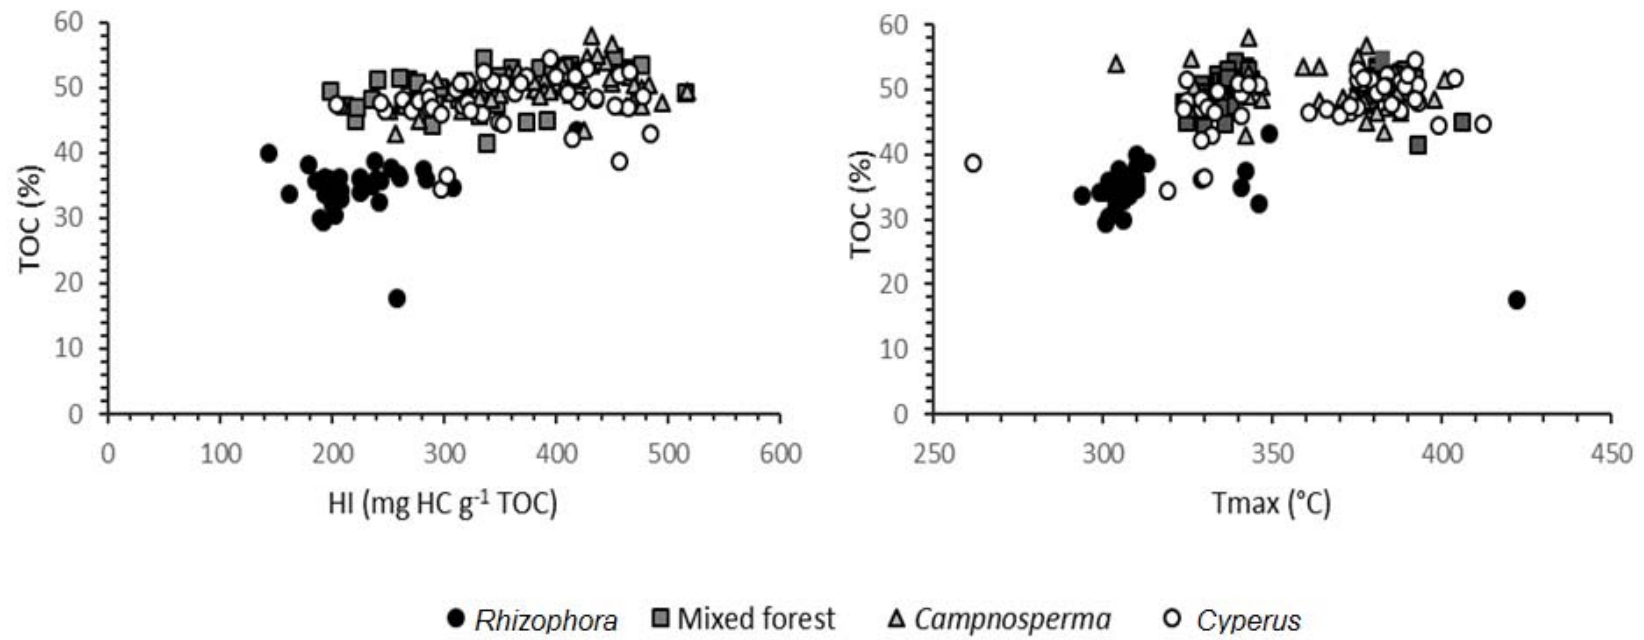 60
50
40
30
20
10
0
TOC (%)
0 100 200 300 400 500 600
HI (mg HC g-1 TOC)
60
50
40
30
20
10
0
TOC (%)
250 300 350 400 450
Tmax (°C)
Rhizophora Mixed forest Campnosperma Cyperus